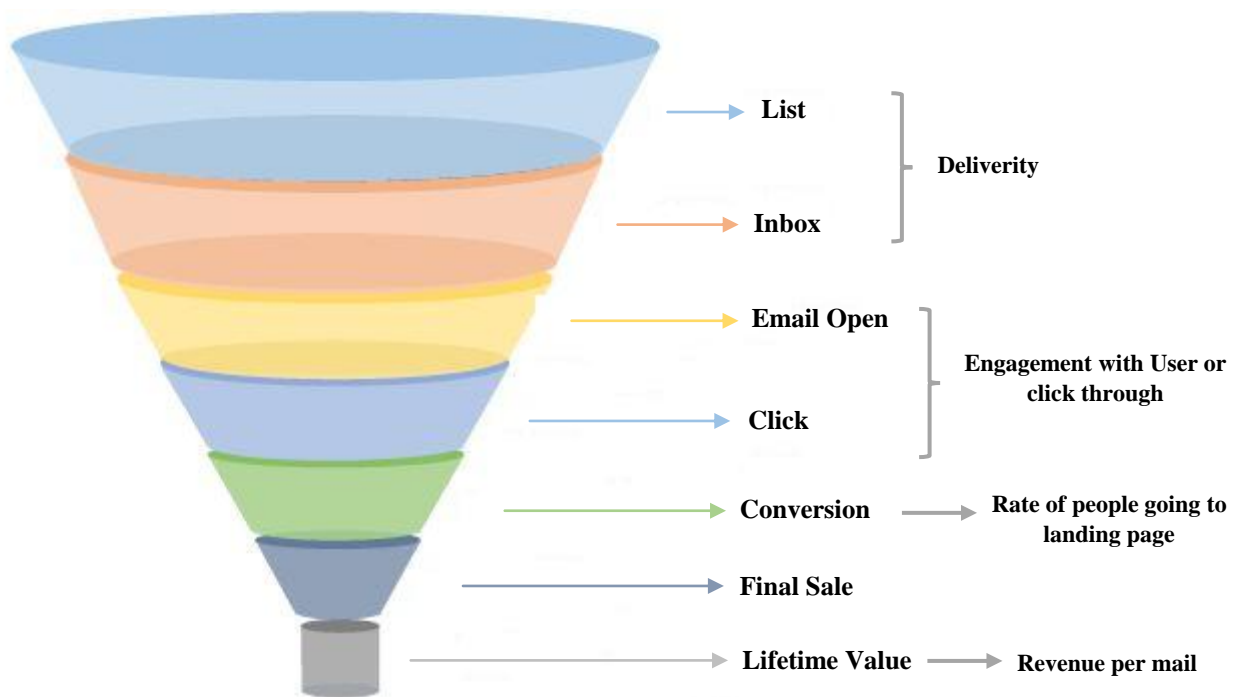 List
Deliverity
Inbox
Email Open
Engagement with User or
click through
Click
Conversion
Rate of people going to
landing page
Final Sale
Lifetime Value
Revenue per mail